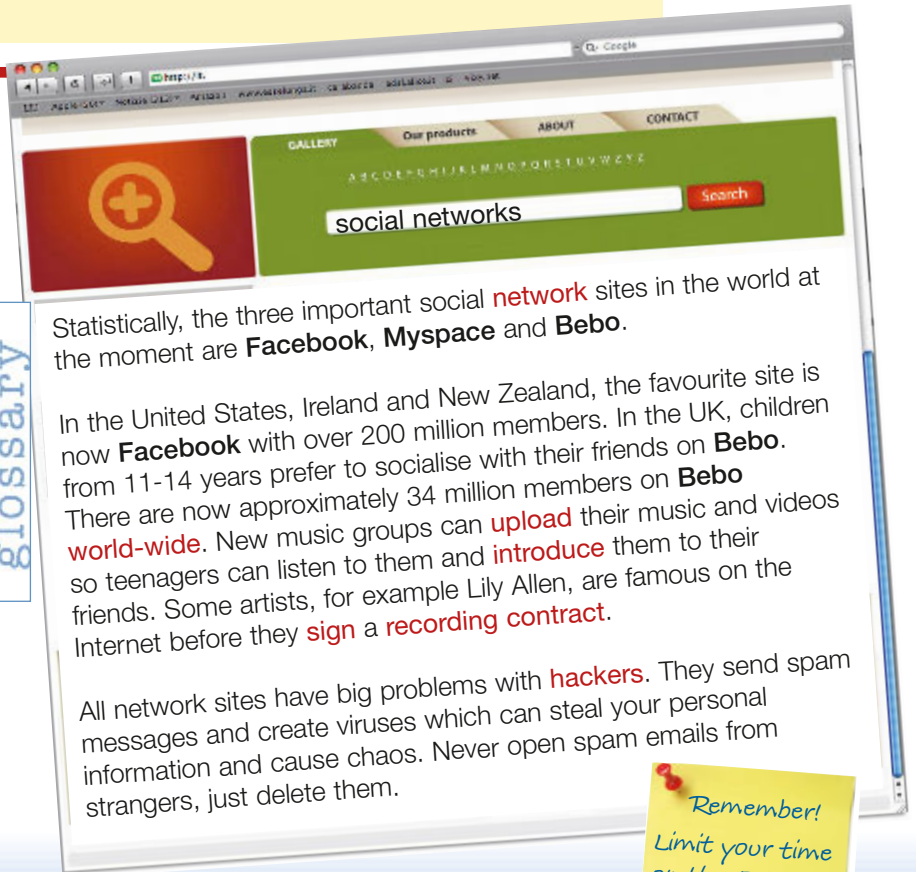 Google
http://it.
GALLERY
Our products
ABOUT
CONTACT
A B C D E F G H I J K L M N O P Q R S T U V W X Y Z
social networks
Search
glossary
Statistically, the three important social network sites in the world at
the moment are Facebook, Myspace and Bebo.
In the United States, Ireland and New Zealand, the favourite site is
now Facebook with over 200 million members. In the UK, children
from 11-14 years prefer to socialise with their friends on Bebo.
There are now approximately 34 million members on Bebo
world-wide. New music groups can upload their music and videos
so teenagers can listen to them and introduce them to their
friends. Some artists, for example Lily Allen, are famous on the
Internet before they sign a recording contract.
All network sites have big problems with hackers. They send spam
messages and create viruses which can steal your personal
information and cause chaos. Never open spam emails from
strangers, just delete them.
Remember!
Limit your time